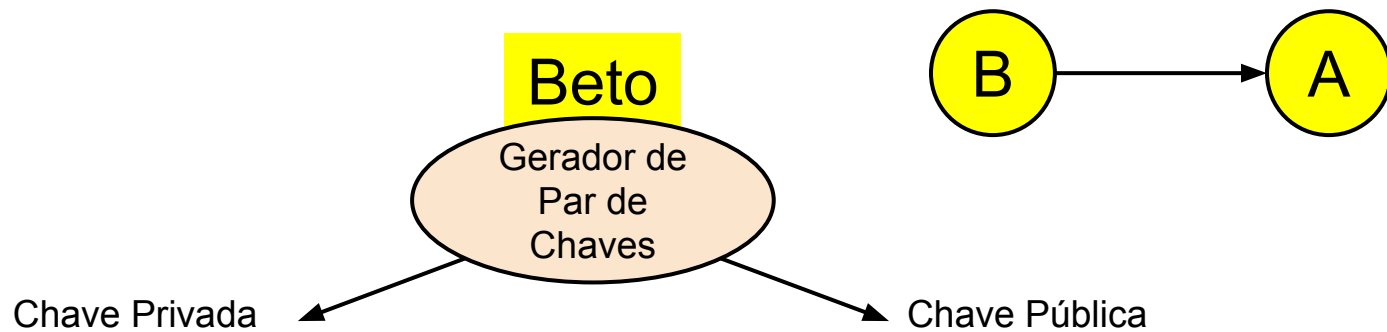 Beto
B
A
Gerador de
Par de
Chaves
Chave Privada
Chave Pública